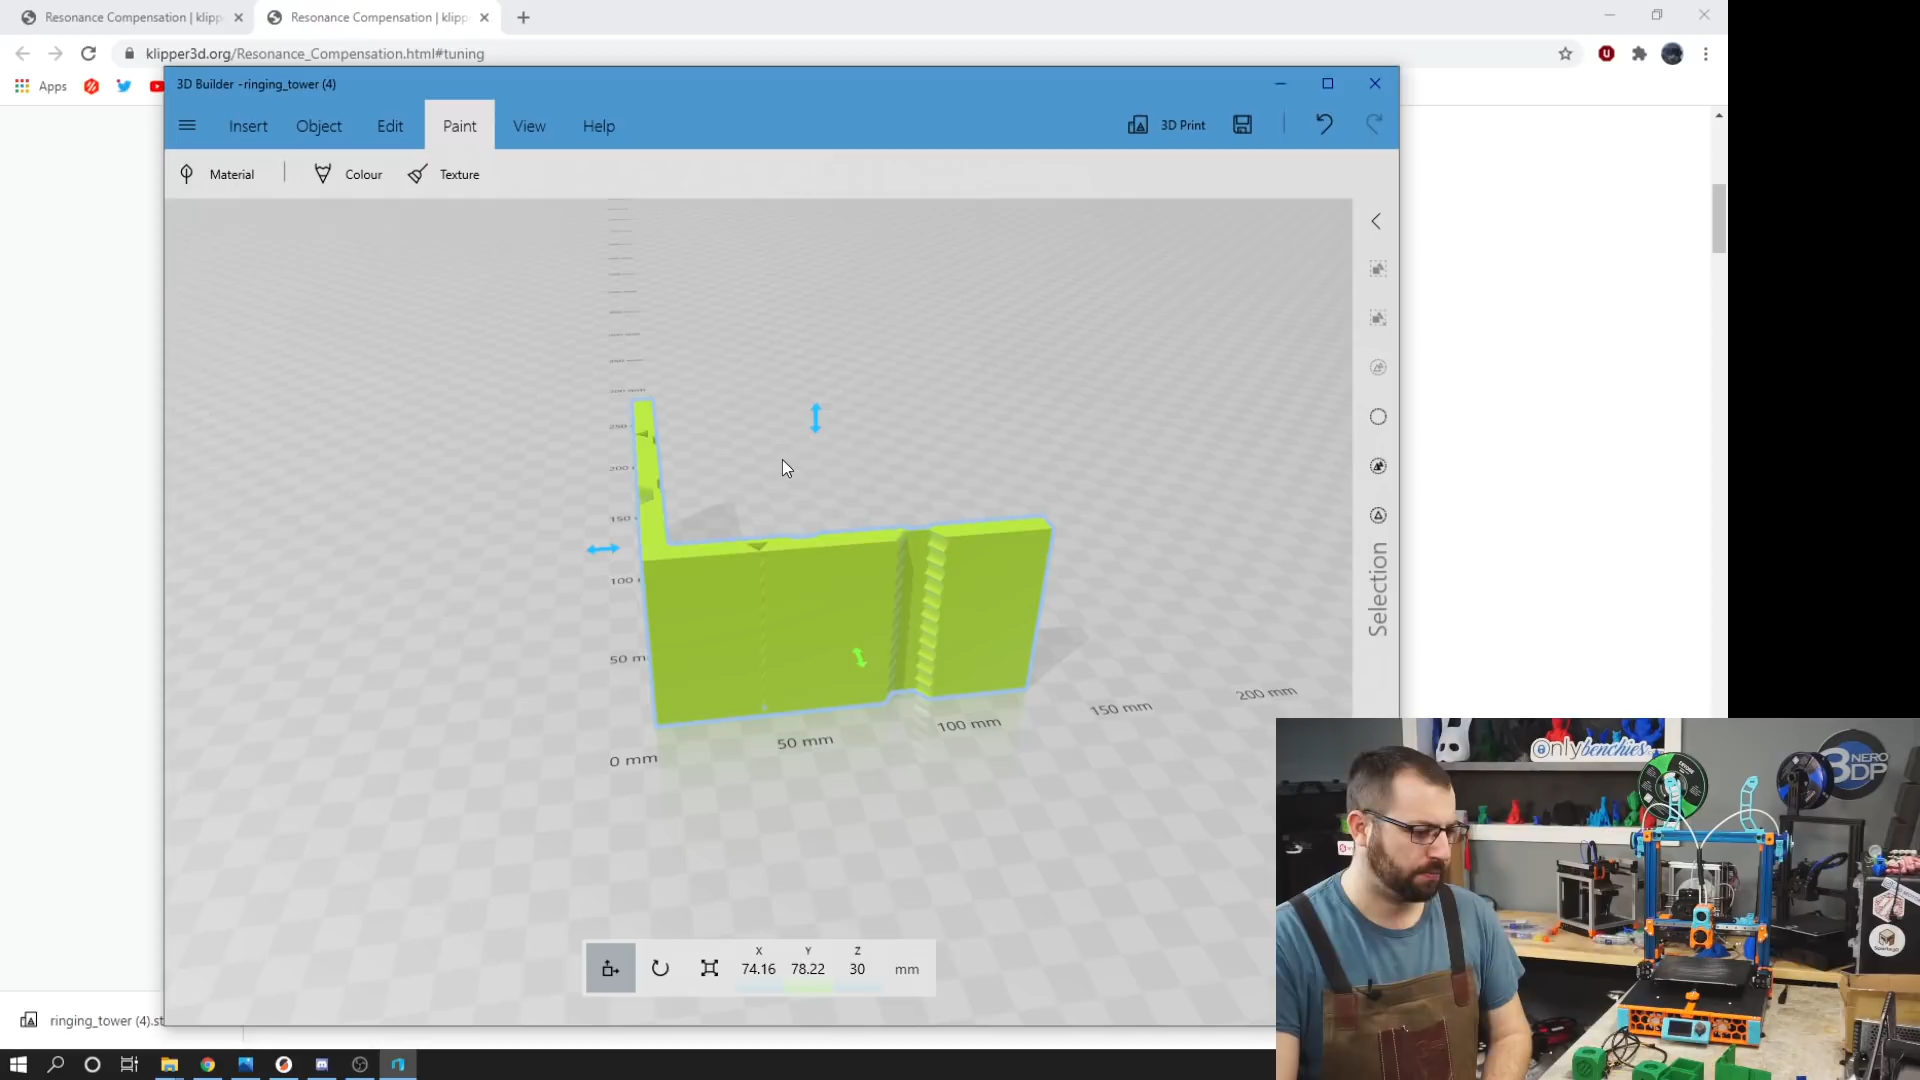 Resonance Compensation | klipp
Resonance Compensation | klipp
klipper3d.org/Resonance_Compensation.html#tuning
Apps
3D Builder - ringing_tower (4)
Insert Object Edit Paint View Help
3D Print
Material Colour Texture
250
200
150
100
50 m
0 mm
50 mm
100 mm
150 mm
200 mm
Selection
X Y Z
74.16 78.22 30 mm
ringing_tower (4).st
onlybenchies
NERO
3DP